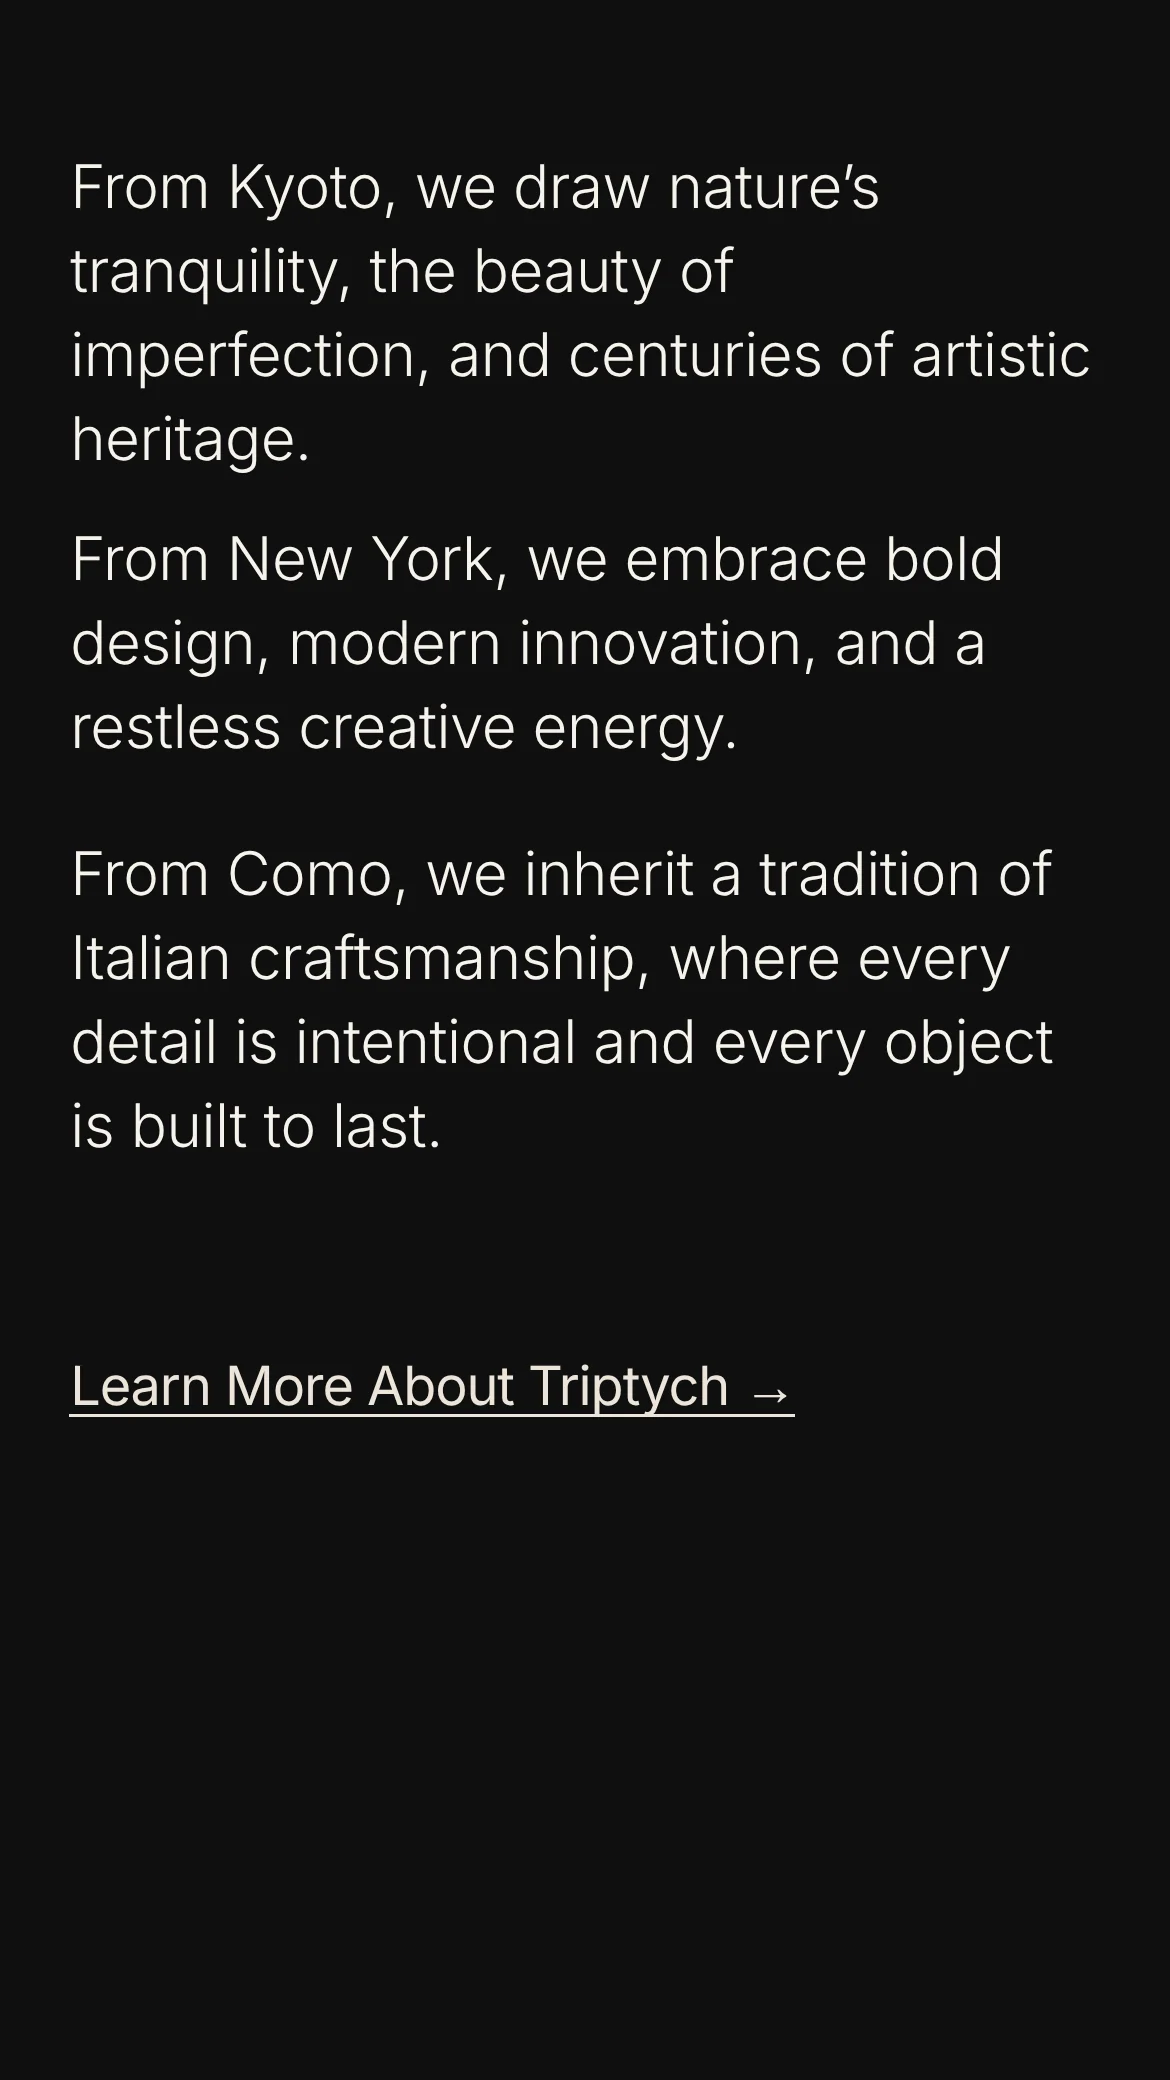 From Kyoto, we draw nature’s
tranquility, the beauty of
imperfection, and centuries of artistic
heritage.
From New York, we embrace bold
design, modern innovation, and a
restless creative energy.
From Como, we inherit a tradition of
Italian craftsmanship, where every
detail is intentional and every object
is built to last.
Learn More About Triptych →